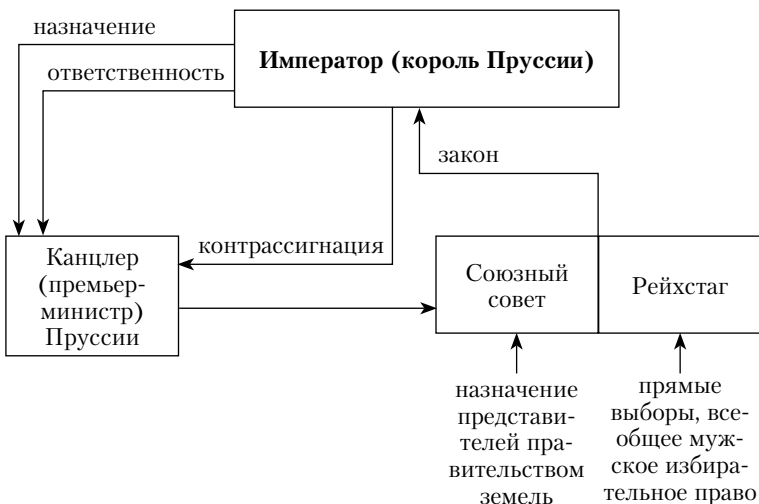 назначение
Император (король Пруссии)
ответственность
закон
контрассигнация
Канцлер
(премьер-
министр)
Пруссии
Союзный
совет
Рейхстаг
назначение
представи-
телей пра-
вительством
земель
прямые
выборы, все-
общее муж-
ское избира-
тельное право